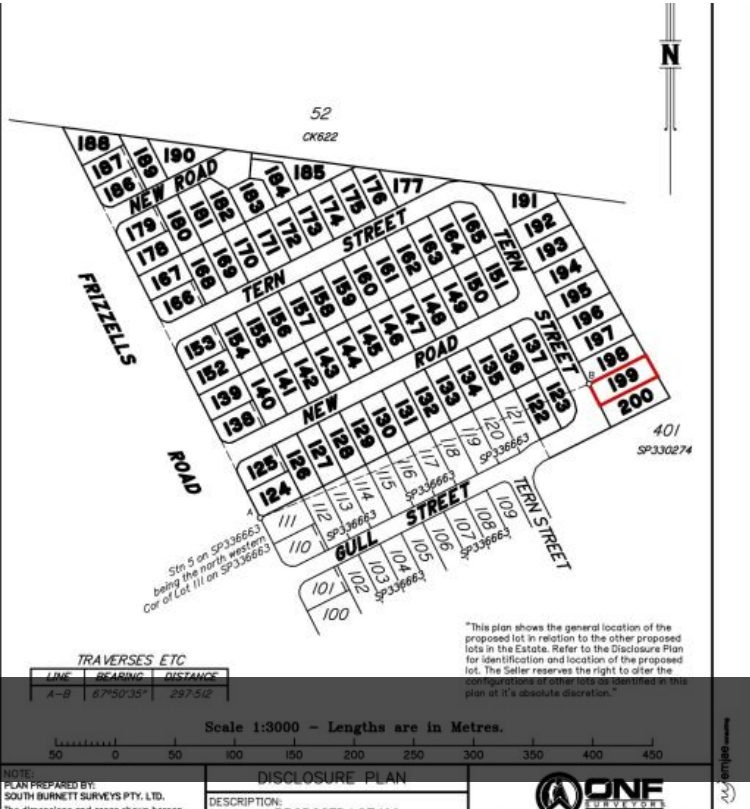 N
52
CK622
188
187
186
189
190
NEW ROAD
179
178
167
166
180
181
182
183
184
185
168
169
170
171
172
173
174
175
176
177
TERN STREET
191
192
193
194
195
196
197
198
199
200
TERN STREET
FRIZZELLS ROAD
153
152
139
138
154
155
156
157
158
159
160
161
162
163
164
165
140
141
142
143
144
145
146
147
148
149
150
151
NEW ROAD
125
124
126
127
128
129
130
131
132
133
134
135
136
137
122
123
B
401
SP330274
A
111
110
112
113
114
115
116
117
118
119
120
121
SP336663
SP336663
SP336663
GULL STREET
TERN STREET
101
100
102
103
104
105
106
107
108
109
SP336663
SP336663
Stn 5 on SP336663
being the north western
Cor of Lot 111 on SP336663
"This plan shows the general location of the
proposed lot in relation to the other proposed
lots in the Estate. Refer to the Disclosure Plan
for identification and location of the proposed
lot. The Seller reserves the right to alter the
configurations of other lots as identified in this
plan at it's absolute discretion."
TRAVERSES ETC
LINE BEARING DISTANCE
A-B 67°50'35" 297·512
Scale 1:3000 - Lengths are in Metres.
50 0 50 100 150 200 250 300 350 400 450
NOTE:
PLAN PREPARED BY:
SOUTH BURNETT SURVEYS PTY. LTD.
DISCLOSURE PLAN
DESCRIPTION:
ONF
SURVEYORS
emjae consulting